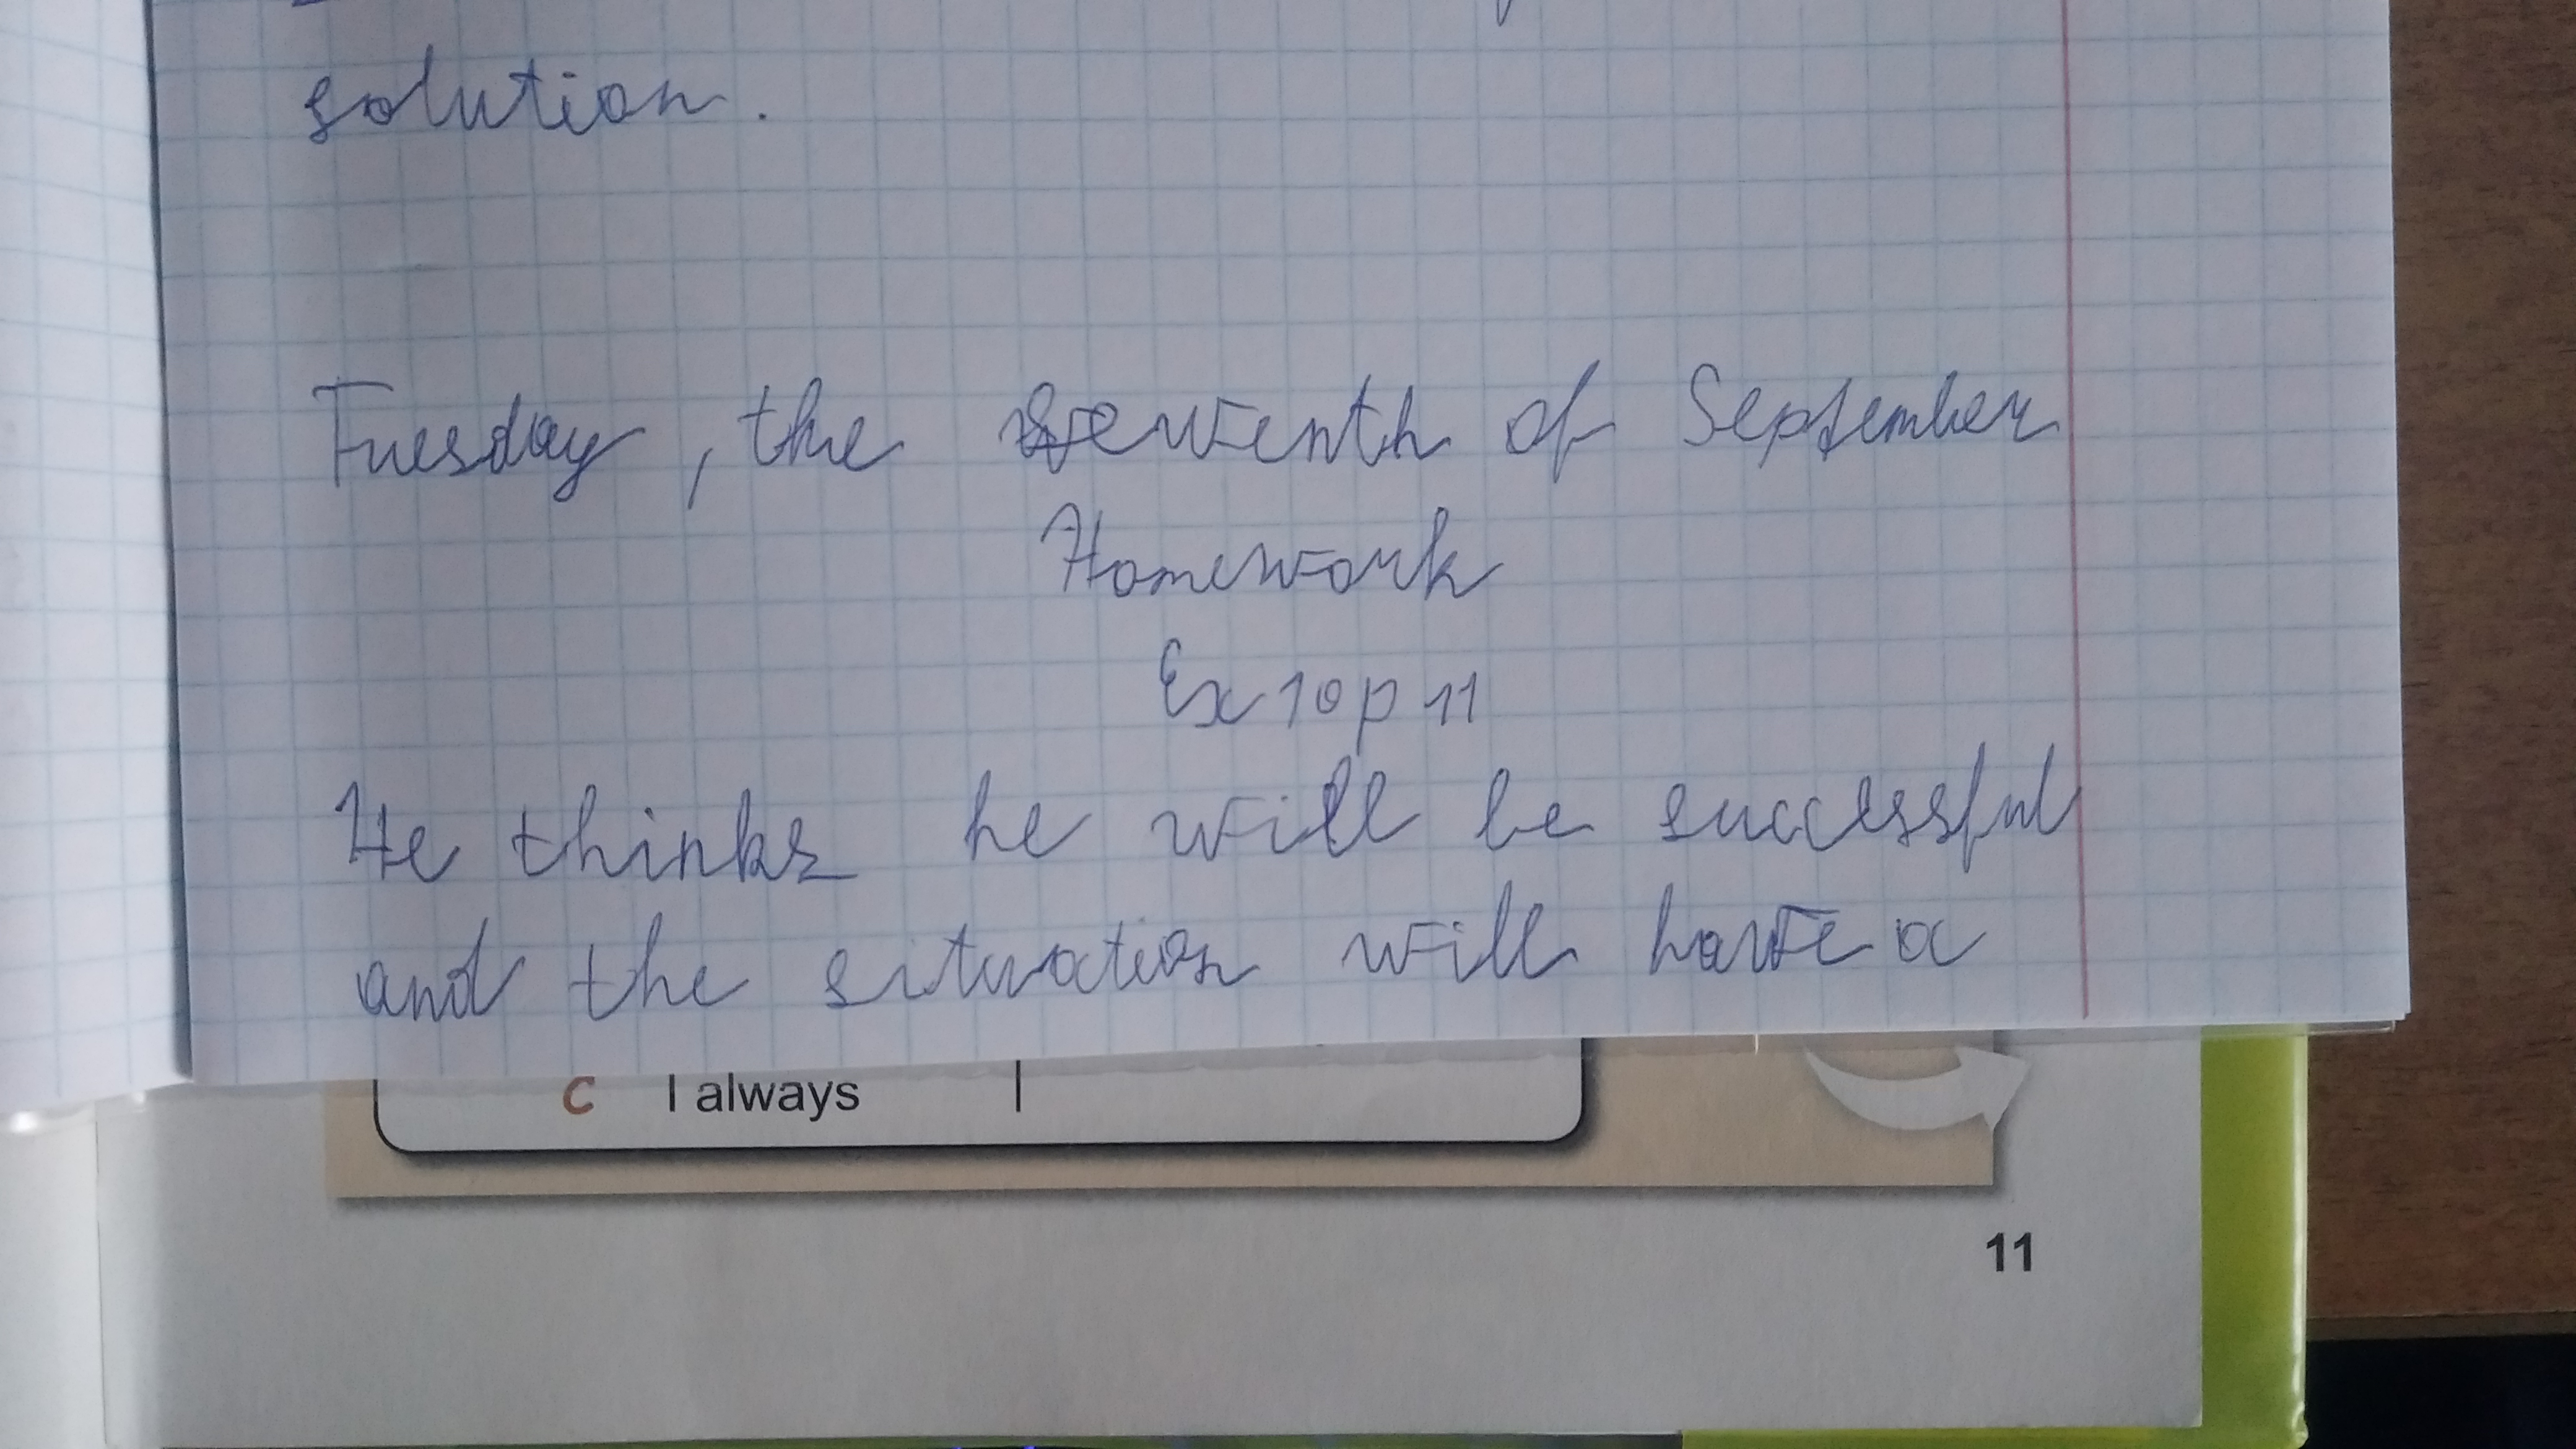 solution.
Tuesday, the seventh of September
Homework
Ex 10 p 11
He thinks he will be successful
and the situation will have a
c I always
11